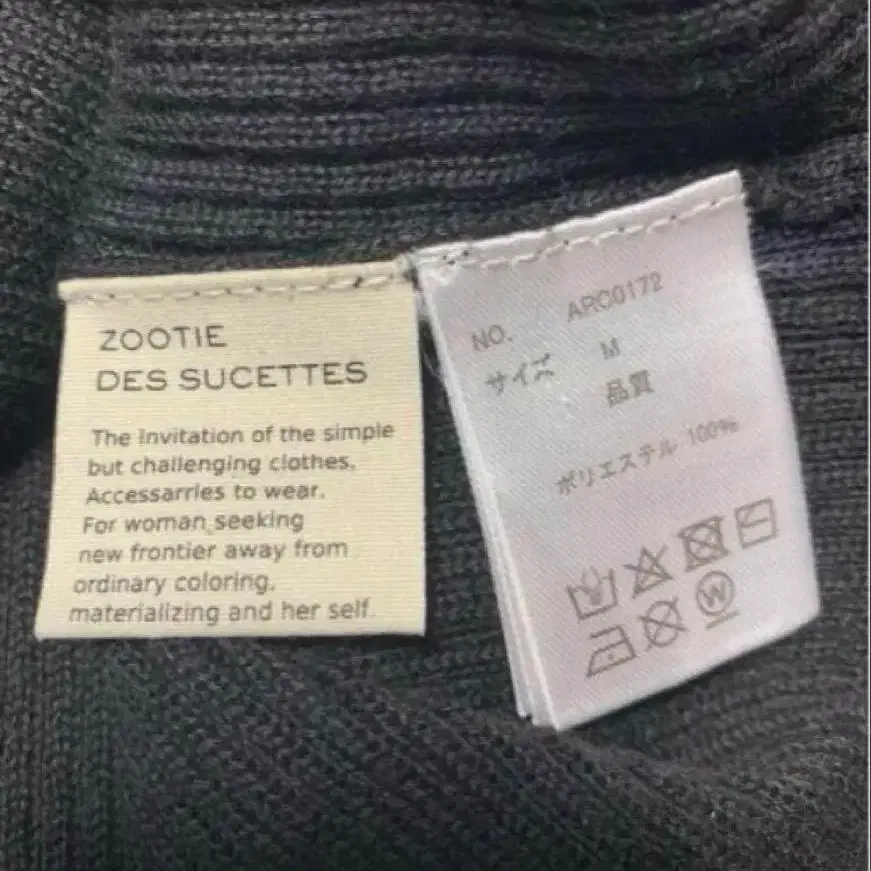 ZOOTIE
DES SUCETTES
The Invitation of the simple
but challenging clothes.
Accessarries to wear.
For woman seeking
new frontier away from
ordinary coloring.
materializing and her self.
NO. ARC0172
サイズ M
品質
ポリエステル 100%
W